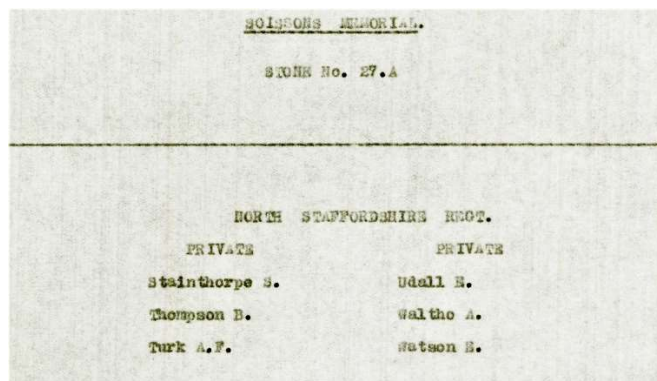 SOISSONS MEMORIAL.
STONE No. 27.A
NORTH STAFFORDSHIRE REGT.
PRIVATE PRIVATE
Stainthorpe S. Udall E.
Thompson B. Waltho A.
Turk A.F. Watson E.